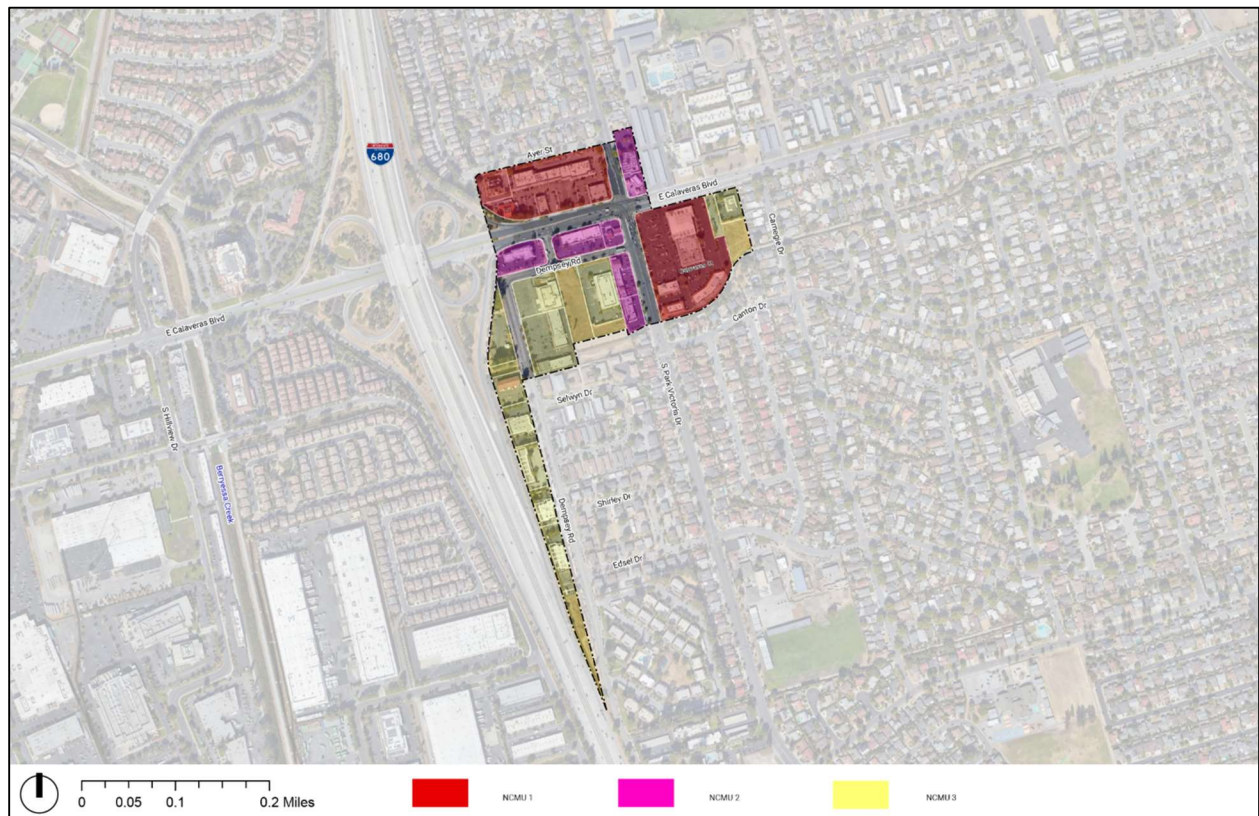 Ayer St
680
E Calaveras Blvd
Carnegie Dr
Dempsey Rd
Canton Dr
E Calaveras Blvd
S Park Victoria Dr
Selwyn Dr
S Hillview Dr
Berryessa Creek
Shirley Dr
Dempsey Rd
Edsel Dr
0 0.05 0.1 0.2 Miles
NCMU 1
NCMU 2
NCMU 3